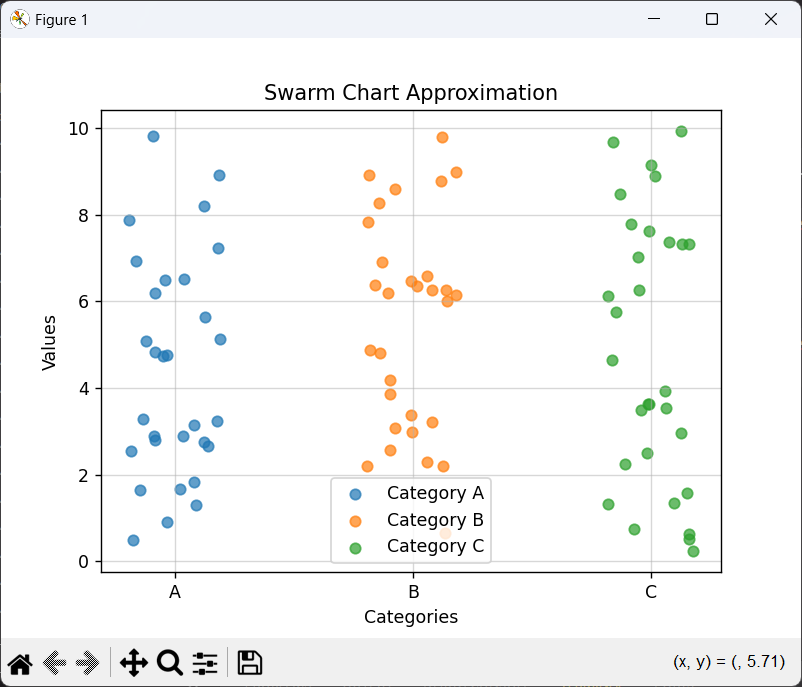 Figure 1
Swarm Chart Approximation
10
8
6
4
2
0
Values
Category A
Category B
Category C
A B C
Categories
(x, y) = (, 5.71)